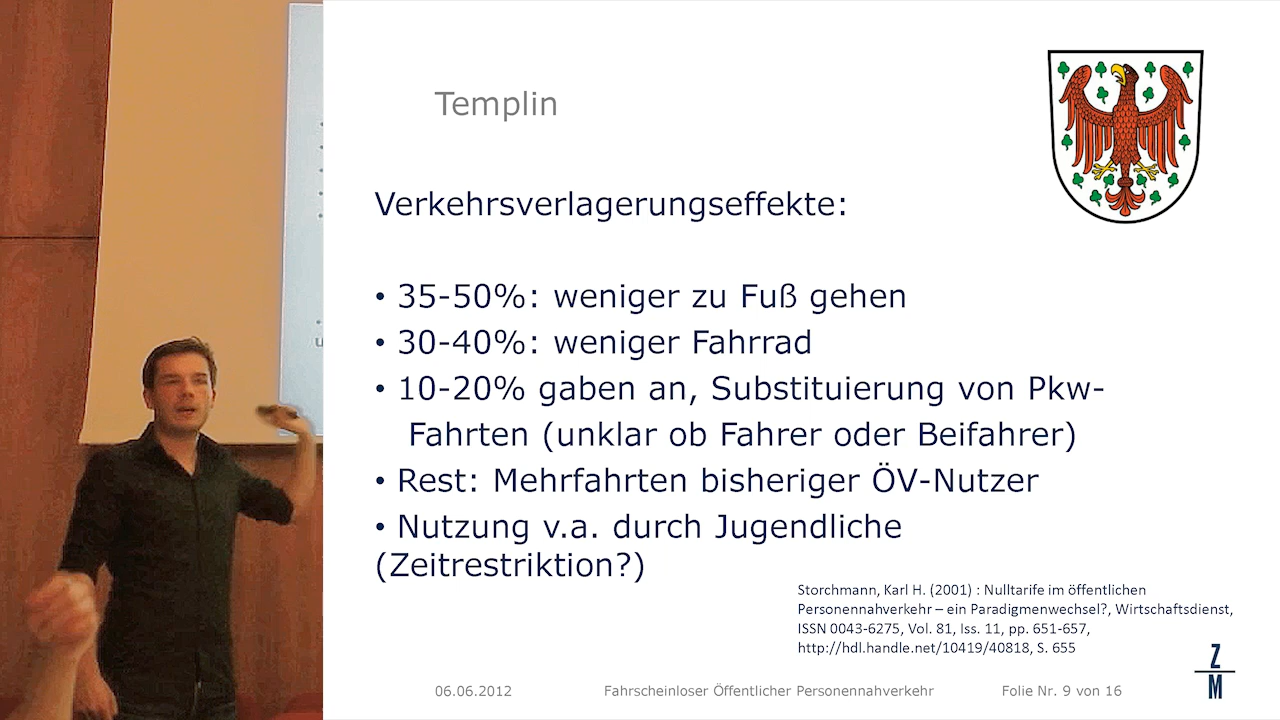 Templin
Verkehrsverlagerungseffekte:
• 35-50%: weniger zu Fuß gehen
• 30-40%: weniger Fahrrad
• 10-20% gaben an, Substituierung von Pkw-
Fahrten (unklar ob Fahrer oder Beifahrer)
• Rest: Mehrfahrten bisheriger ÖV-Nutzer
• Nutzung v.a. durch Jugendliche
(Zeitrestriktion?)
Storchmann, Karl H. (2001) : Nulltarife im öffentlichen
Personennahverkehr – ein Paradigmenwechsel?, Wirtschaftsdienst,
ISSN 0043-6275, Vol. 81, Iss. 11, pp. 651-657,
http://hdl.handle.net/10419/40818, S. 655
Z
M
06.06.2012 Fahrscheinloser Öffentlicher Personennahverkehr Folie Nr. 9 von 16